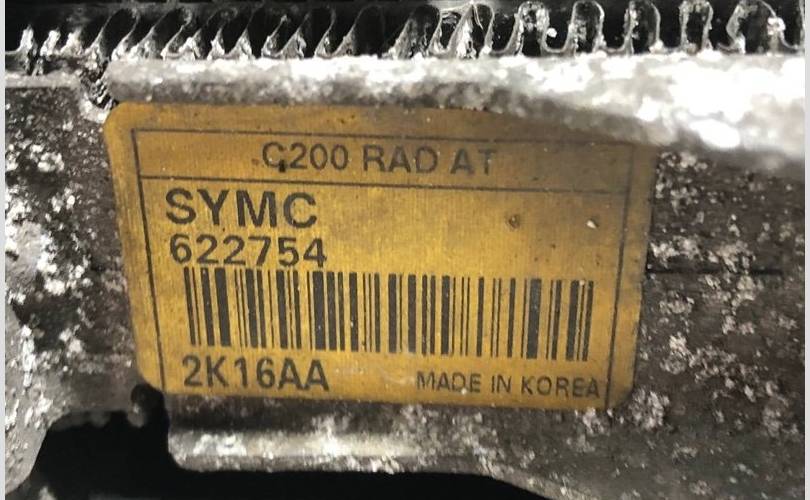 C200 RAD AT
SYMC
622754
2K16AA
MADE IN KOREA